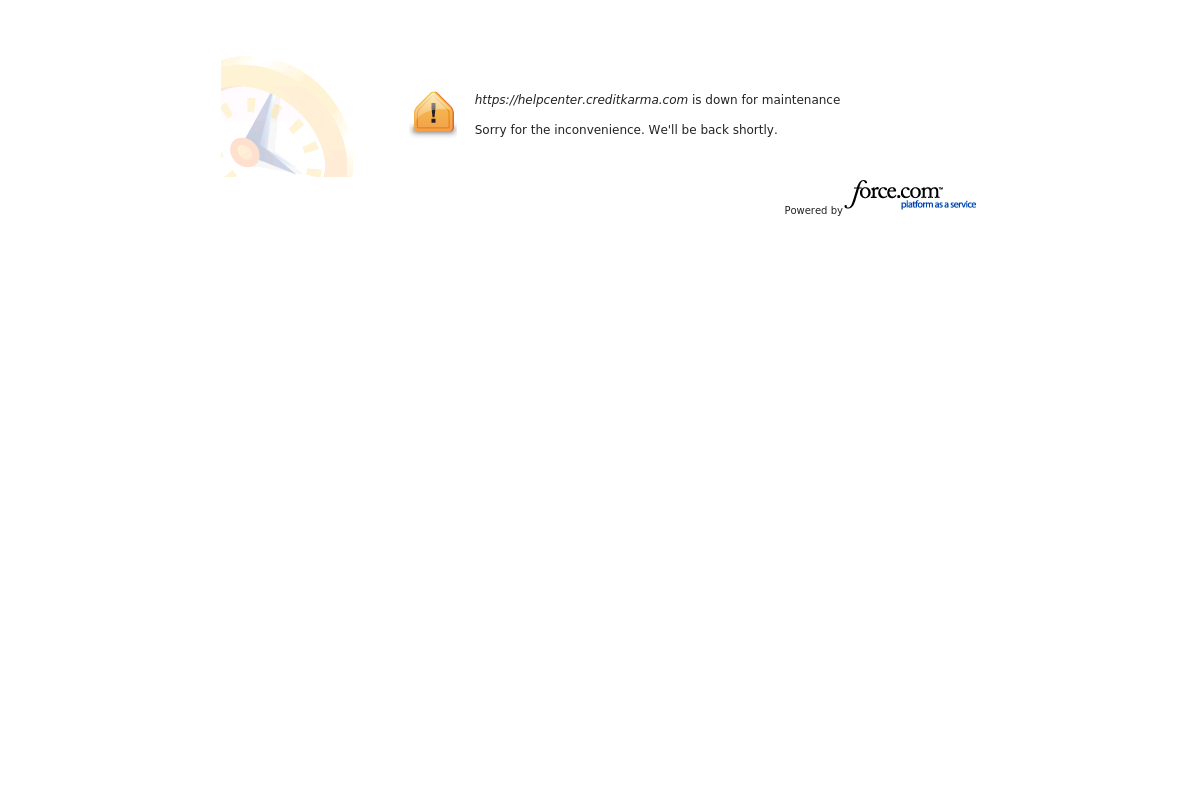 https://helpcenter.creditkarma.com is down for maintenance
Sorry for the inconvenience. We'll be back shortly.
Powered by force.com™
platform as a service